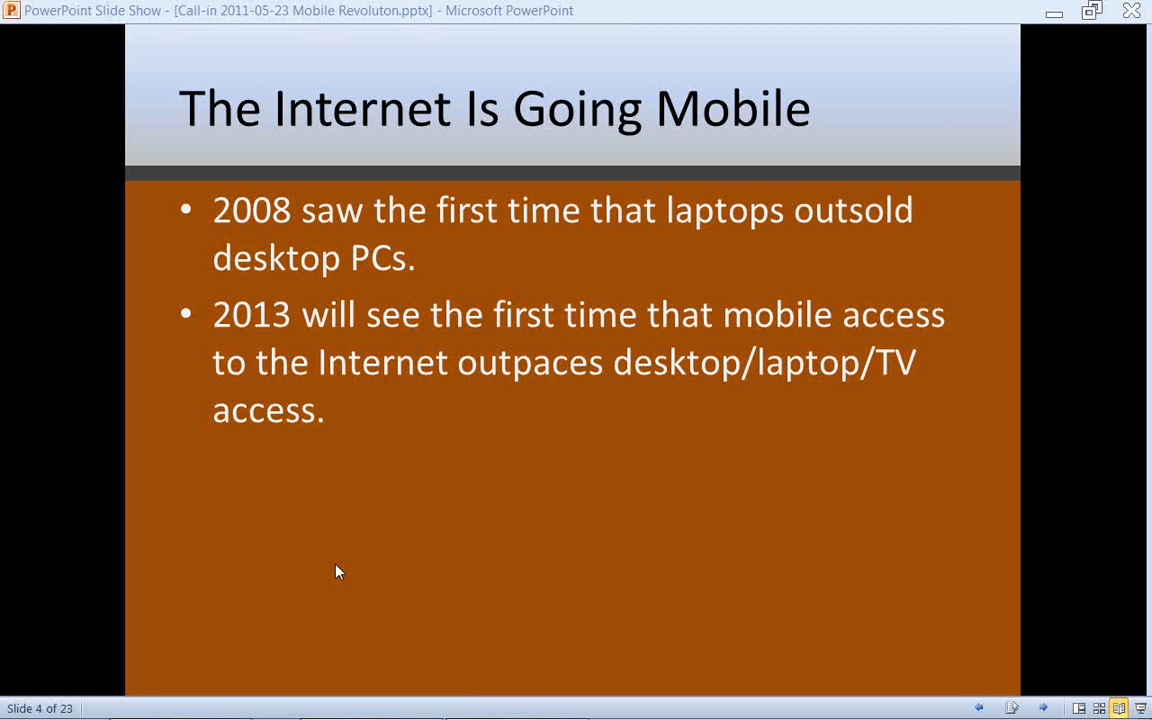 PowerPoint Slide Show - [Call-in 2011-05-23 Mobile Revoluton.pptx] - Microsoft PowerPoint
The Internet Is Going Mobile
• 2008 saw the first time that laptops outsold
desktop PCs.
• 2013 will see the first time that mobile access
to the Internet outpaces desktop/laptop/TV
access.
Slide 4 of 23